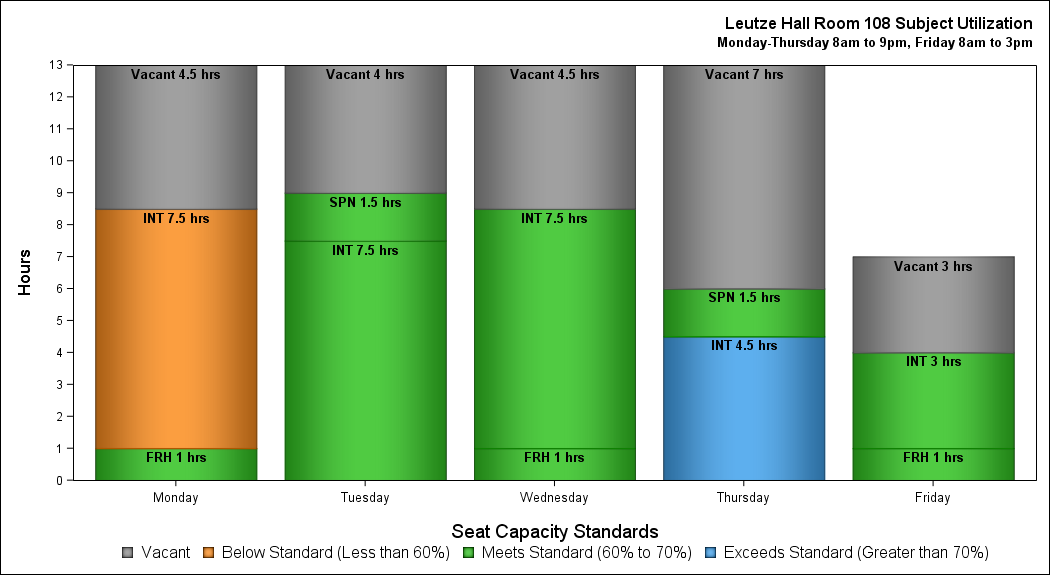 Leutze Hall Room 108 Subject Utilization
Monday-Thursday 8am to 9pm, Friday 8am to 3pm
Hours
13
12
11
10
9
8
7
6
5
4
3
2
1
0
Vacant 4.5 hrs
INT 7.5 hrs
FRH 1 hrs
Vacant 4 hrs
SPN 1.5 hrs
INT 7.5 hrs
Vacant 4.5 hrs
INT 7.5 hrs
FRH 1 hrs
Vacant 7 hrs
SPN 1.5 hrs
INT 4.5 hrs
Vacant 3 hrs
INT 3 hrs
FRH 1 hrs
Monday Tuesday Wednesday Thursday Friday
Seat Capacity Standards
Vacant Below Standard (Less than 60%) Meets Standard (60% to 70%) Exceeds Standard (Greater than 70%)